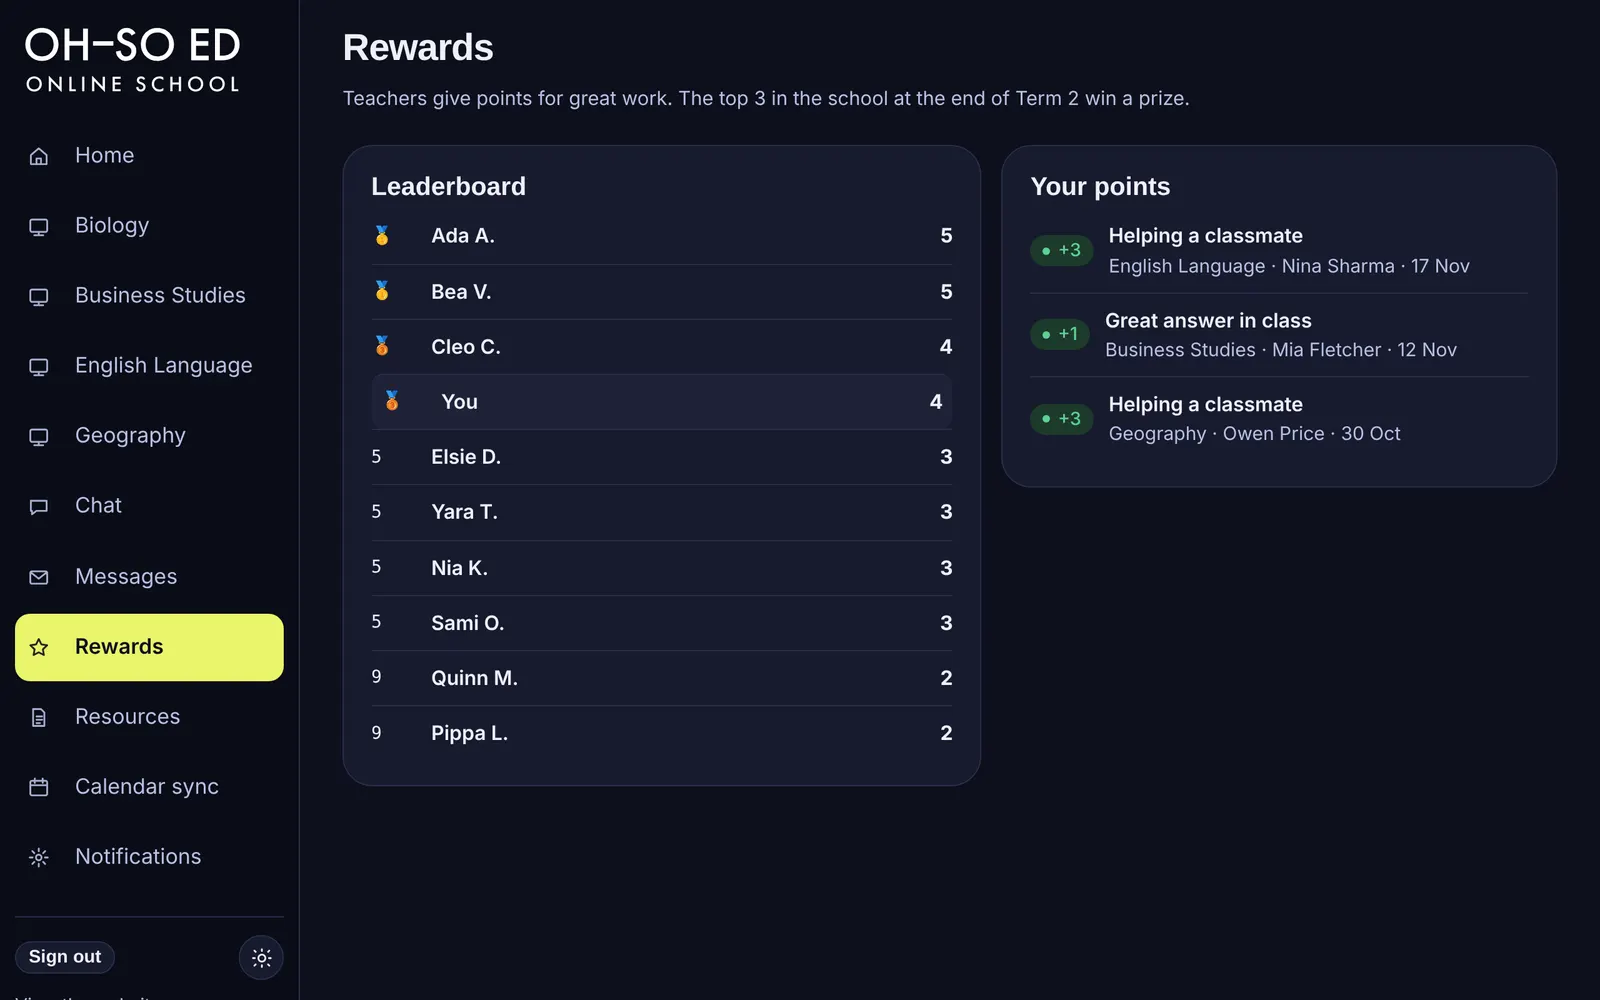 OH-SO ED
ONLINE SCHOOL
Home
Biology
Business Studies
English Language
Geography
Chat
Messages
Rewards
Resources
Calendar sync
Notifications
Sign out
Rewards
Teachers give points for great work. The top 3 in the school at the end of Term 2 win a prize.
Leaderboard
Ada A. 5
Bea V. 5
Cleo C. 4
You 4
5 Elsie D. 3
5 Yara T. 3
5 Nia K. 3
5 Sami O. 3
9 Quinn M. 2
9 Pippa L. 2
Your points
+3 Helping a classmate
English Language · Nina Sharma · 17 Nov
+1 Great answer in class
Business Studies · Mia Fletcher · 12 Nov
+3 Helping a classmate
Geography · Owen Price · 30 Oct